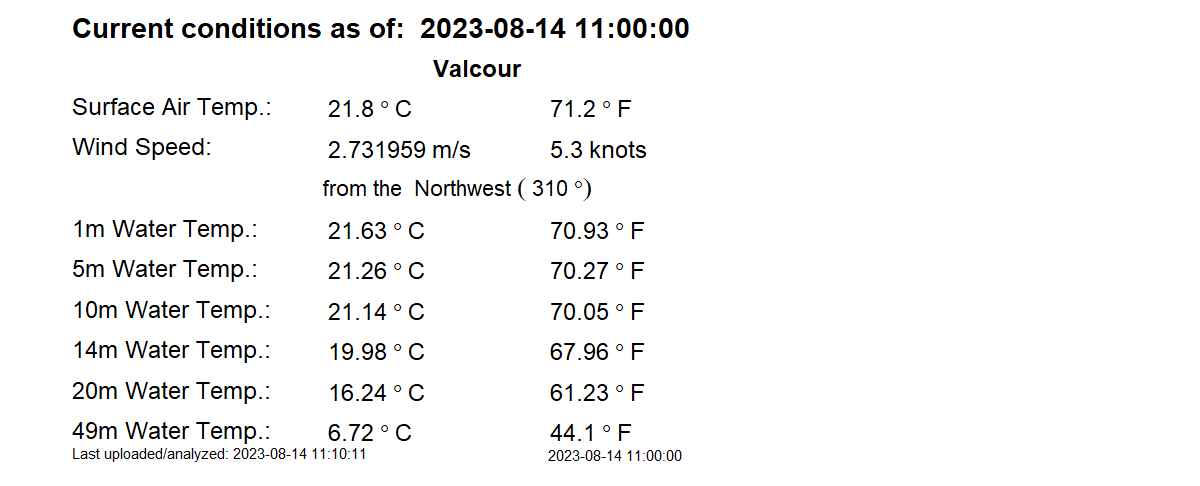 Current conditions as of:  2023-08-14 11:00:00
Valcour
Surface Air Temp.: 21.8 ° C 71.2 ° F
Wind Speed: 2.731959 m/s 5.3 knots
from the  Northwest ( 310 °)
1m Water Temp.: 21.63 ° C 70.93 ° F
5m Water Temp.: 21.26 ° C 70.27 ° F
10m Water Temp.: 21.14 ° C 70.05 ° F
14m Water Temp.: 19.98 ° C 67.96 ° F
20m Water Temp.: 16.24 ° C 61.23 ° F
49m Water Temp.: 6.72 ° C 44.1 ° F
Last uploaded/analyzed: 2023-08-14 11:10:11 2023-08-14 11:00:00